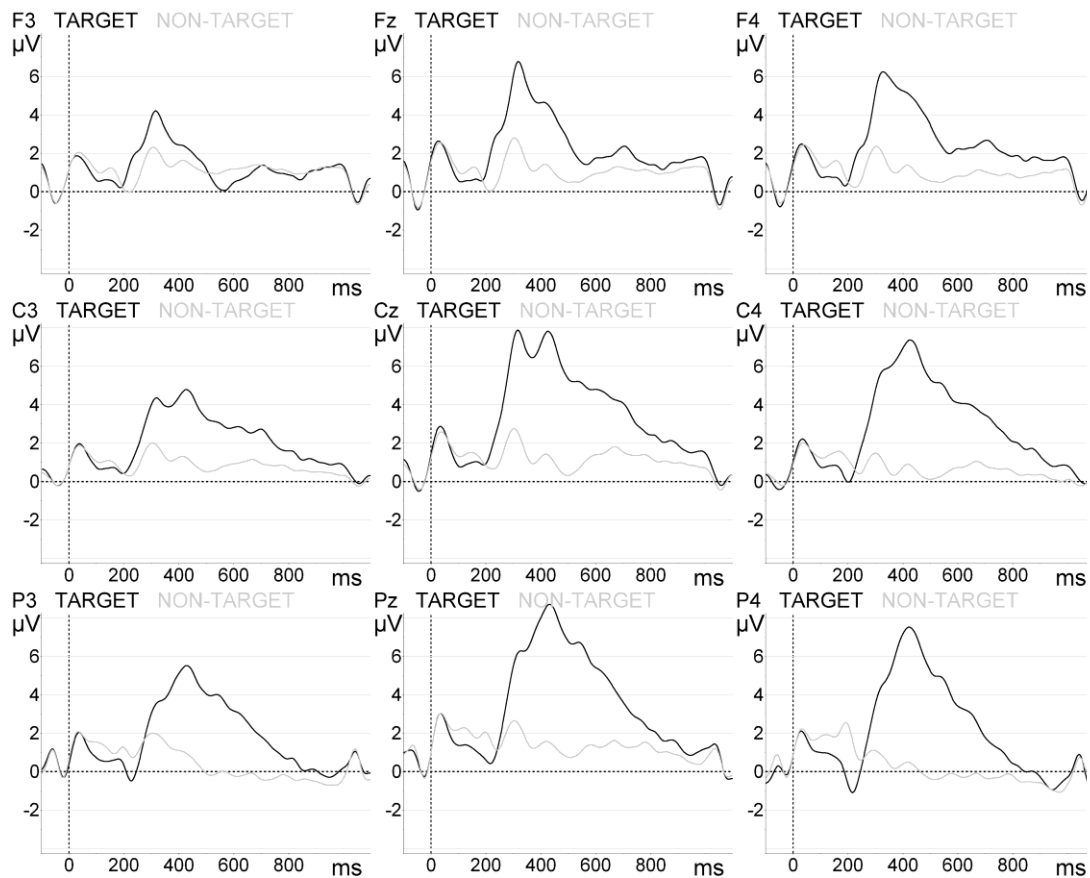 F3 TARGET NON-TARGET
µV
6
4
2
0
-2
0 200 400 600 800 ms
Fz TARGET NON-TARGET
µV
6
4
2
0
-2
0 200 400 600 800 ms
F4 TARGET NON-TARGET
µV
6
4
2
0
-2
0 200 400 600 800 ms
C3 TARGET NON-TARGET
µV
6
4
2
0
-2
0 200 400 600 800 ms
Cz TARGET NON-TARGET
µV
6
4
2
0
-2
0 200 400 600 800 ms
C4 TARGET NON-TARGET
µV
6
4
2
0
-2
0 200 400 600 800 ms
P3 TARGET NON-TARGET
µV
6
4
2
0
-2
0 200 400 600 800 ms
Pz TARGET NON-TARGET
µV
6
4
2
0
-2
0 200 400 600 800 ms
P4 TARGET NON-TARGET
µV
6
4
2
0
-2
0 200 400 600 800 ms